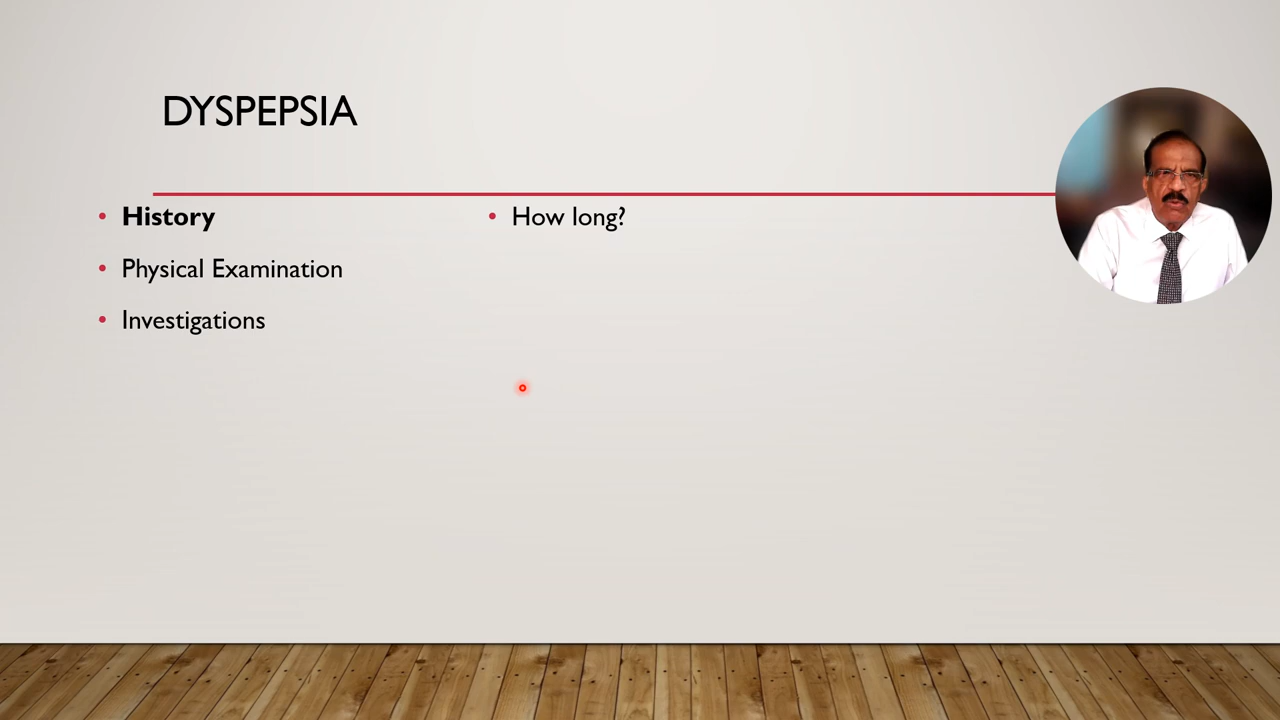 DYSPEPSIA
History
Physical Examination
Investigations
How long?